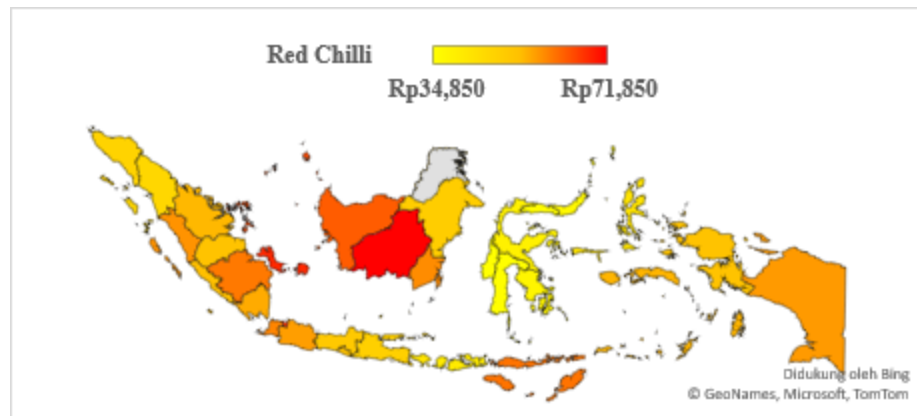 Red Chilli
Rp34,850 Rp71,850
Didukung oleh Bing
© GeoNames, Microsoft, TomTom